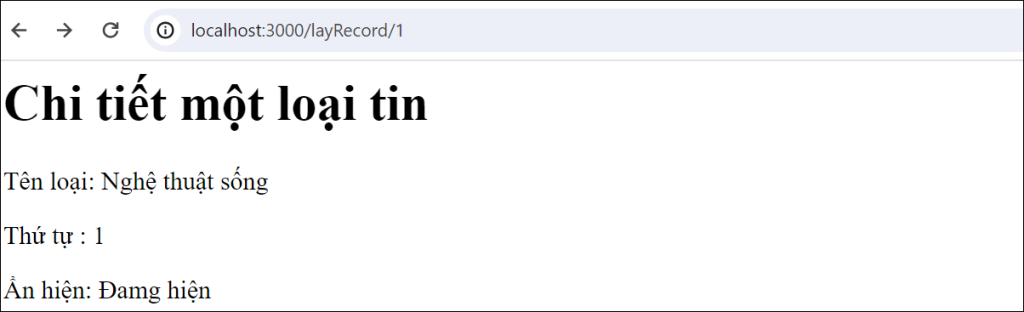 localhost:3000/layRecord/1
Chi tiết một loại tin
Tên loại: Nghệ thuật sống
Thứ tự : 1
Ẩn hiện: Đamg hiện